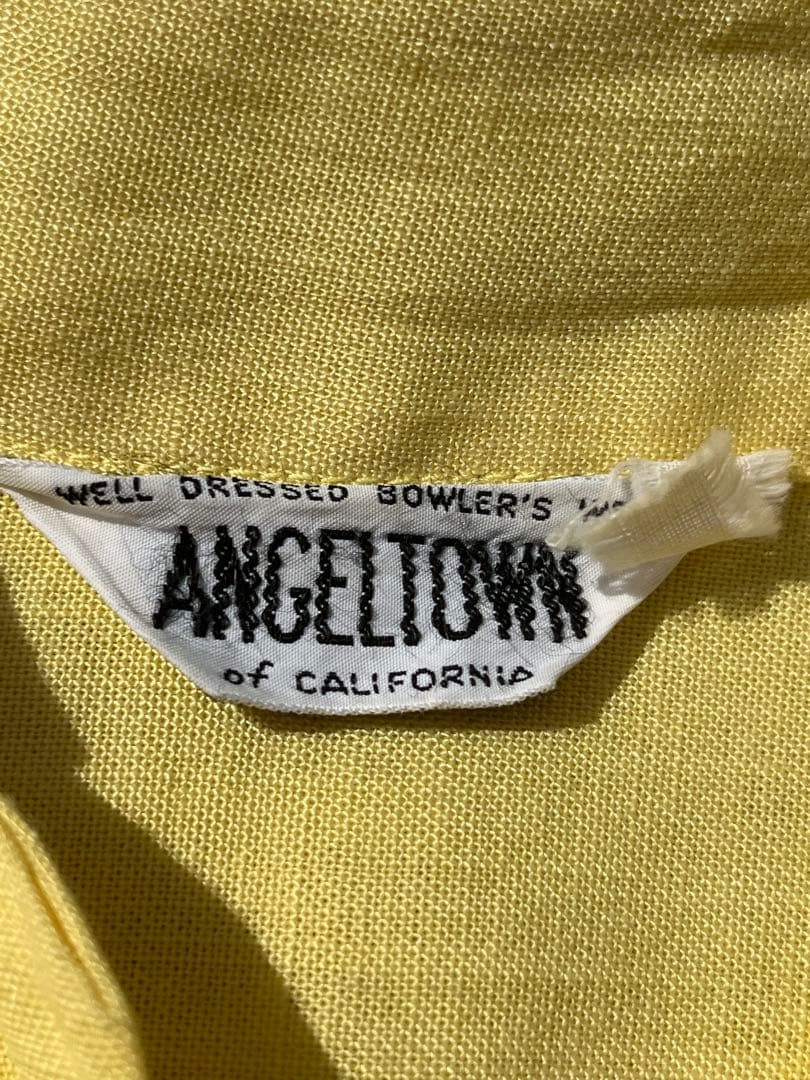 WELL DRESSED BOWLER'S
ANGELTOWN
of CALIFORNIA